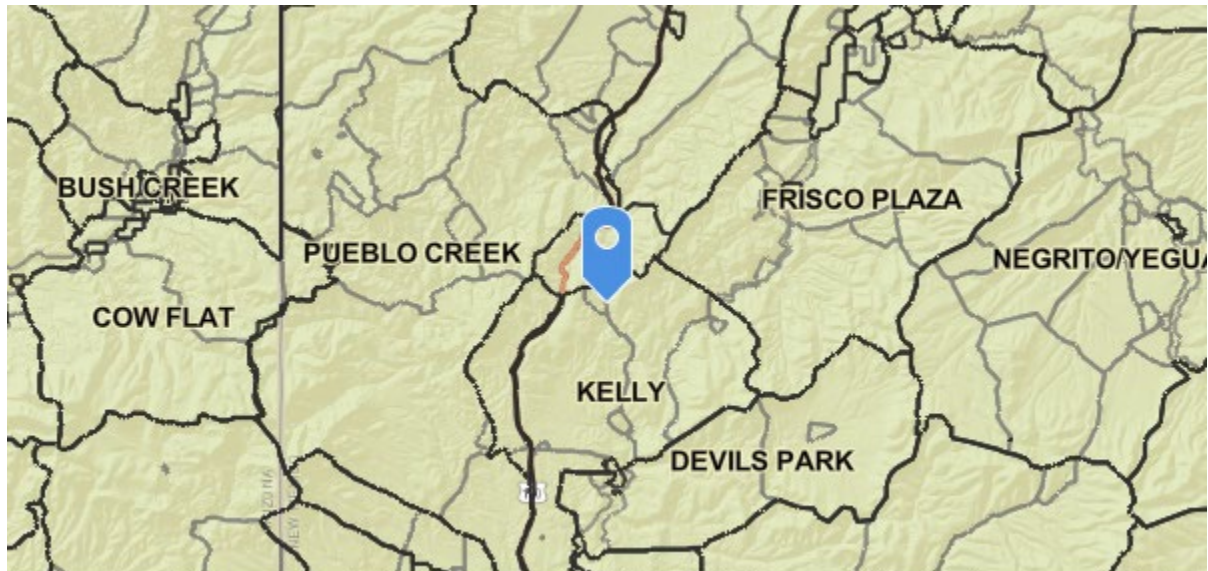 BUSH CREEK
FRISCO PLAZA
PUEBLO CREEK
NEGRITO/YEGUA
COW FLAT
KELLY
DEVILS PARK